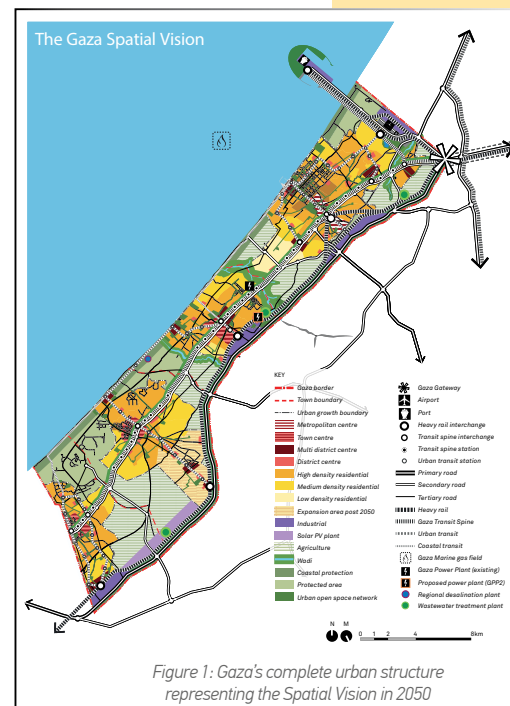 The Gaza Spatial Vision
KEY
Gaza border
Town boundary
Urban growth boundary
Metropolitan centre
Town centre
Multi district centre
District centre
High density residential
Medium density residential
Low density residential
Expansion area post 2050
Industrial
Solar PV plant
Agriculture
Wadi
Coastal protection
Protected area
Urban open space network
Gaza Gateway
Airport
Port
Heavy rail interchange
Transit spine interchange
Transit spine station
Urban transit station
Primary road
Secondary road
Tertiary road
Heavy rail
Gaza Transit Spine
Urban transit
Coastal transit
Gaza Marine gas field
Gaza Power Plant (existing)
Proposed power plant (GPP2)
Regional desalination plant
Wastewater treatment plant
N M
0 1 2 4 8km
Figure 1: Gaza's complete urban structure
representing the Spatial Vision in 2050